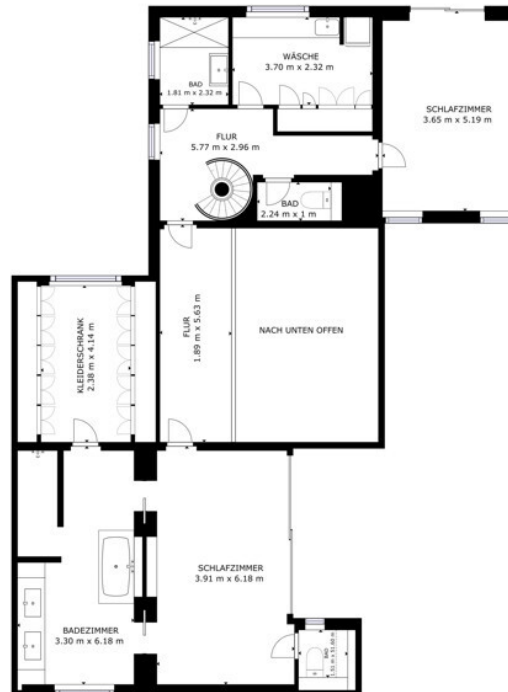 WÄSCHE
3.70 m x 2.32 m
BAD
1.81 m x 2.32 m
SCHLAFZIMMER
3.65 m x 5.19 m
FLUR
5.77 m x 2.96 m
BAD
2.24 m x 1 m
KLEIDERSCHRANK
2.38 m x 4.14 m
FLUR
1.89 m x 5.63 m
NACH UNTEN OFFEN
SCHLAFZIMMER
3.91 m x 6.18 m
BADEZIMMER
3.30 m x 6.18 m
BAD